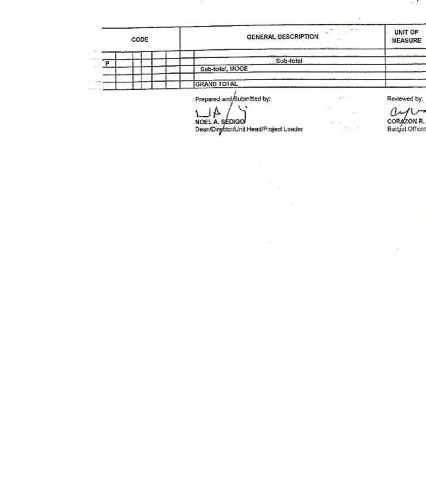 CODE GENERAL DESCRIPTION UNIT OF MEASURE
P Sub-total
Sub-total, MOOE
GRAND TOTAL
Prepared and Submitted by: Reviewed by:
NOEL A. SEDIGO CORAZON R.
Dean/Director/Unit Head/Project Leader Budget Officer